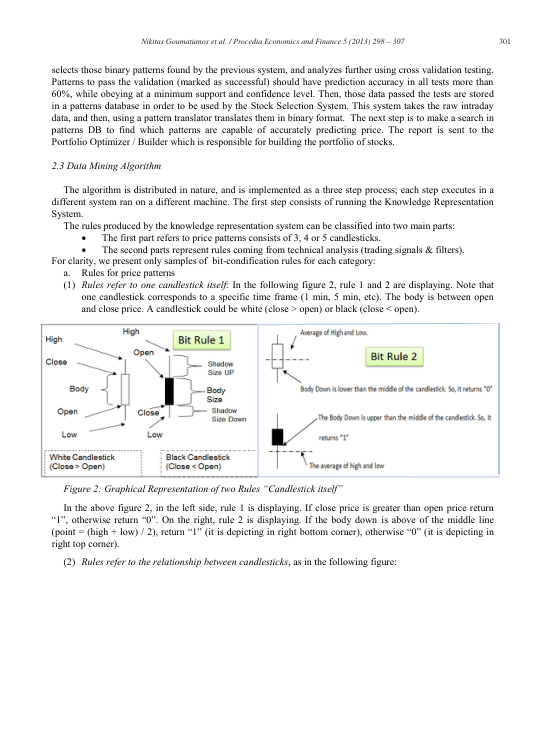 Nikitas Goumatianos et al. / Procedia Economics and Finance 5 (2013) 298 – 307
301
selects those binary patterns found by the previous system, and analyzes further using cross validation testing.
Patterns to pass the validation (marked as successful) should have prediction accuracy in all tests more than
60%, while obeying at a minimum support and confidence level. Then, those data passed the tests are stored
in a patterns database in order to be used by the Stock Selection System. This system takes the raw intraday
data, and then, using a pattern translator translates them in binary format. The next step is to make a search in
patterns DB to find which patterns are capable of accurately predicting price. The report is sent to the
Portfolio Optimizer / Builder which is responsible for building the portfolio of stocks.
2.3 Data Mining Algorithm
The algorithm is distributed in nature, and is implemented as a three step process; each step executes in a
different system ran on a different machine. The first step consists of running the Knowledge Representation
System.
The rules produced by the knowledge representation system can be classified into two main parts:
• The first part refers to price patterns consists of 3, 4 or 5 candlesticks.
• The second parts represent rules coming from technical analysis (trading signals & filters).
For clarity, we present only samples of bit-condification rules for each category:
a. Rules for price patterns
(1) Rules refer to one candlestick itself: In the following figure 2, rule 1 and 2 are displaying. Note that
one candlestick corresponds to a specific time frame (1 min, 5 min, etc). The body is between open
and close price. A candlestick could be white (close > open) or black (close < open).
High
Close
Body
Open
Low
White Candlestick
(Close > Open)
High
Open
Bit Rule 1
Shadow
Size UP
Body
Size
Shadow
Size Down
Close
Low
Black Candlestick
(Close < Open)
Average of High and Low.
Bit Rule 2
Body Down is lower than the middle of the candlestick. So, it returns "0"
The Body Down is upper than the middle of the candlestick. So, it
returns "1"
The average of high and low
Figure 2: Graphical Representation of two Rules “Candlestick itself”
In the above figure 2, in the left side, rule 1 is displaying. If close price is greater than open price return
“1”, otherwise return “0”. On the right, rule 2 is displaying. If the body down is above of the middle line
(point = (high + low) / 2), return “1” (it is depicting in right bottom corner), otherwise “0” (it is depicting in
right top corner).
(2) Rules refer to the relationship between candlesticks, as in the following figure: